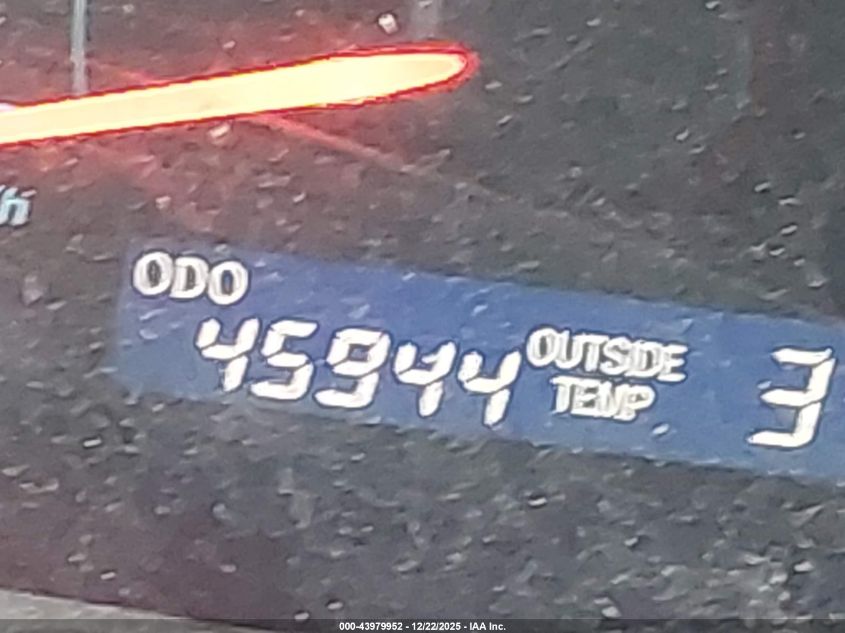 /h
ODO
45944
OUTSIDE
TEMP
3
000-43979952 - 12/22/2025 - IAA Inc.